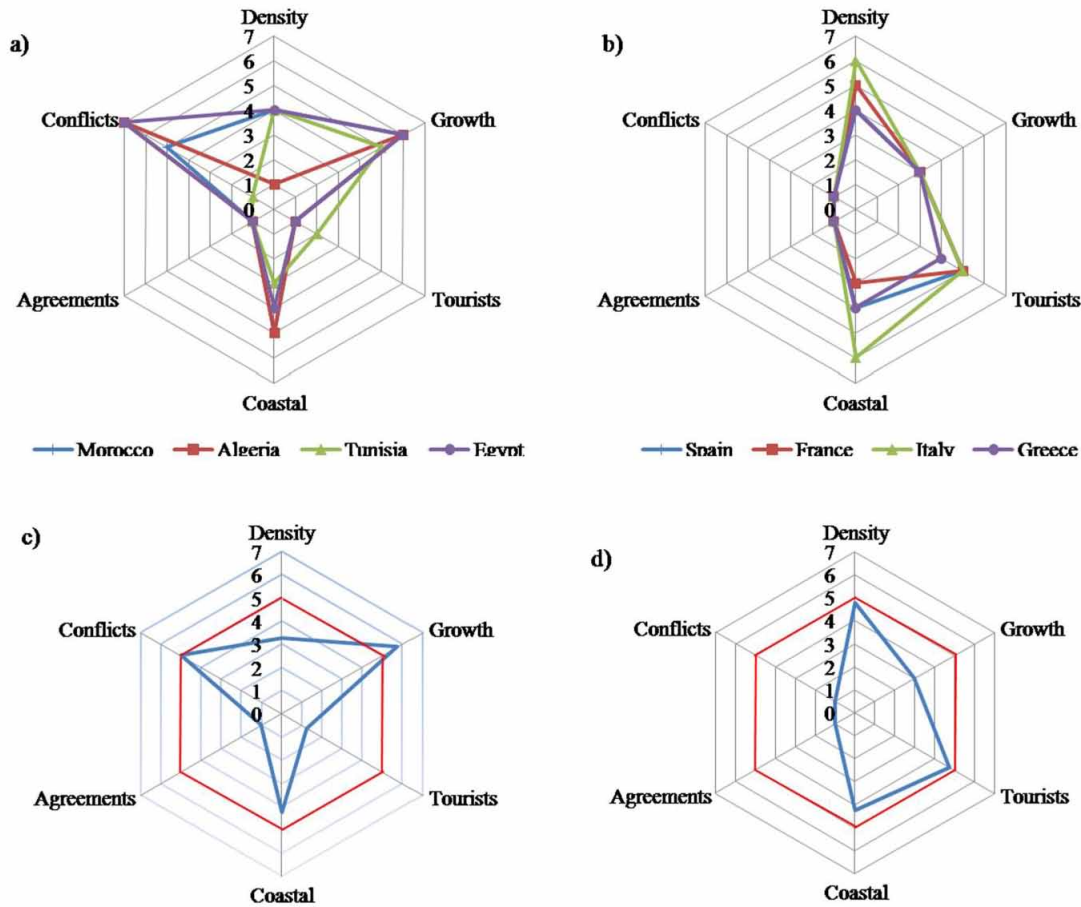 a)
Density
7
6
5
4
3
2
1
0
Conflicts
Growth
Agreements
Tourists
Coastal
Morocco Algeria Tunisia Egypt
b)
Density
7
6
5
4
3
2
1
0
Conflicts
Growth
Agreements
Tourists
Coastal
Spain France Italy Greece
c)
Density
7
6
5
4
3
2
1
0
Conflicts
Growth
Agreements
Tourists
Coastal
d)
Density
7
6
5
4
3
2
1
0
Conflicts
Growth
Agreements
Tourists
Coastal